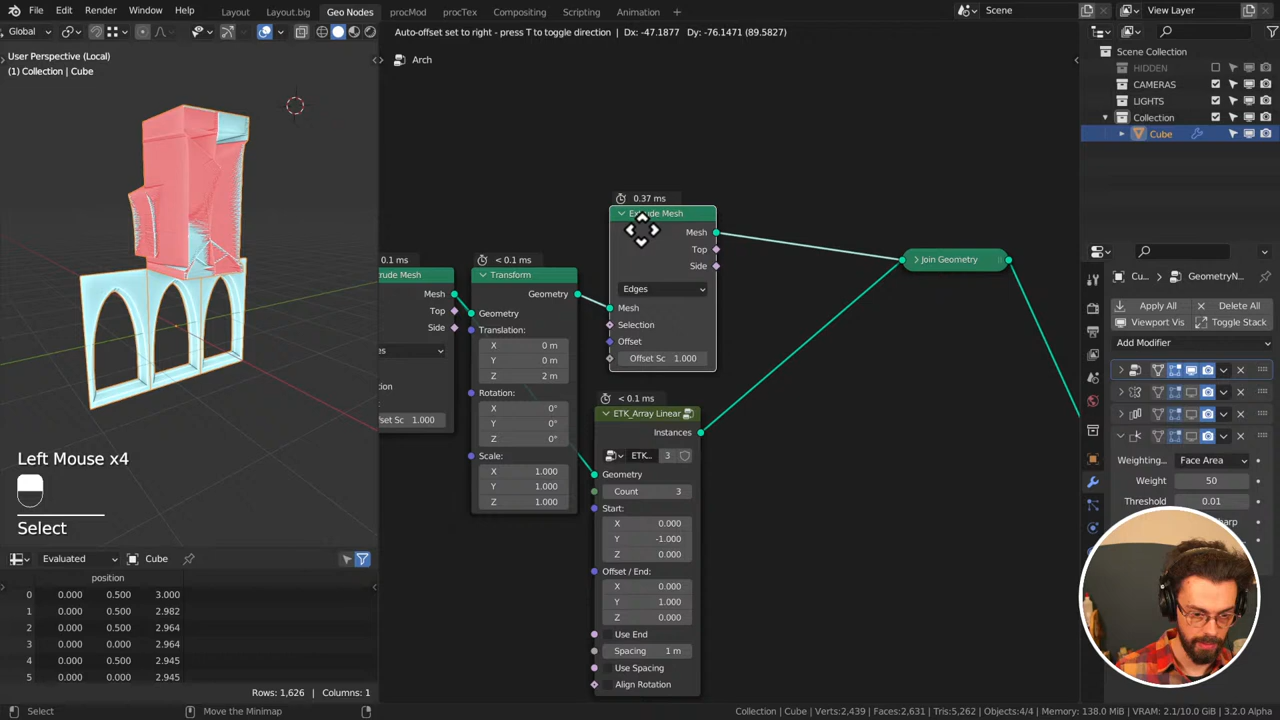 File Edit Render Window Help Layout Layout.big Geo Nodes procMod procTex Compositing Scripting Animation + Scene View Layer
Global
Auto-offset set to right - press T to toggle direction | Dx: -47.1877 Dy: -76.1471 (89.5827)
User Perspective (Local)
(1) Collection | Cube
Arch
Scene Collection
HIDDEN
CAMERAS
LIGHTS
Collection
Cube
0.37 ms
Extrude Mesh
Mesh
Top
Side
Edges
Mesh
Selection
Offset
Offset Sc 1.000
0.1 ms
trude Mesh
Mesh
Top
Side
es
h
ction
et
fset Sc 1.000
< 0.1 ms
Transform
Geometry
Geometry
Translation:
X 0 m
Y 0 m
Z 2 m
Rotation:
X 0°
Y 0°
Z 0°
Scale:
X 1.000
Y 1.000
Z 1.000
Join Geometry
< 0.1 ms
ETK_Array Linear
Instances
ETK... 3
Geometry
Count 3
Start:
X 0.000
Y -1.000
Z 0.000
Offset / End:
X 0.000
Y 1.000
Z 0.000
Use End
Spacing 1 m
Use Spacing
Align Rotation
Cu... GeometryN...
Apply All Delete All
Viewport Vis Toggle Stack
Add Modifier
Weighting... Face Area
Weight 50
Threshold 0.01
Left Mouse x4
Select
Evaluated Cube
position
0 0.000 0.500 3.000
1 0.000 0.500 2.982
2 0.000 0.500 2.964
3 0.000 0.500 2.964
4 0.000 0.500 2.945
5 0.000 0.500 2.945
Rows: 1,626 | Columns: 1
Select Move the Minimap Collection | Cube | Verts:2,439 | Faces:2,631 | Tris:5,262 | Objects:4/4 | Memory: 138.0 MiB | VRAM: 2.1/10.0 GiB | 3.2.0 Alpha